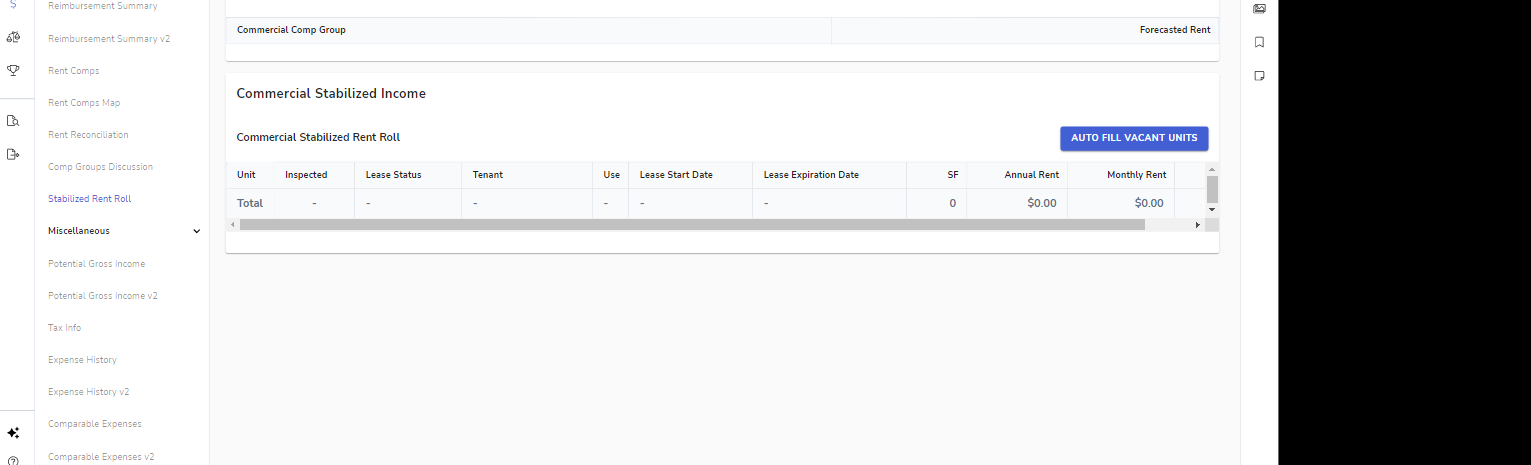 Reimbursement Summary
Reimbursement Summary v2
Rent Comps
Rent Comps Map
Rent Reconciliation
Comp Groups Discussion
Stabilized Rent Roll
Miscellaneous
Potential Gross Income
Potential Gross Income v2
Tax Info
Expense History
Expense History v2
Comparable Expenses
Comparable Expenses v2
Commercial Comp Group Forecasted Rent
Commercial Stabilized Income
Commercial Stabilized Rent Roll AUTO FILL VACANT UNITS
Unit Inspected Lease Status Tenant Use Lease Start Date Lease Expiration Date SF Annual Rent Monthly Rent
Total - - - - - - 0 $0.00 $0.00